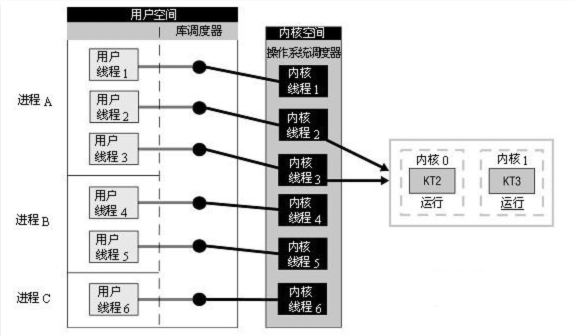 用户空间
库调度器
内核空间
操作系统调度器
进程 A
用户
线程1
用户
线程2
用户
线程3
进程B
用户
线程4
用户
线程5
进程C
用户
线程6
内核
线程1
内核
线程2
内核
线程3
内核
线程4
内核
线程5
内核
线程6
内核0
KT2
运行
内核1
KT3
运行